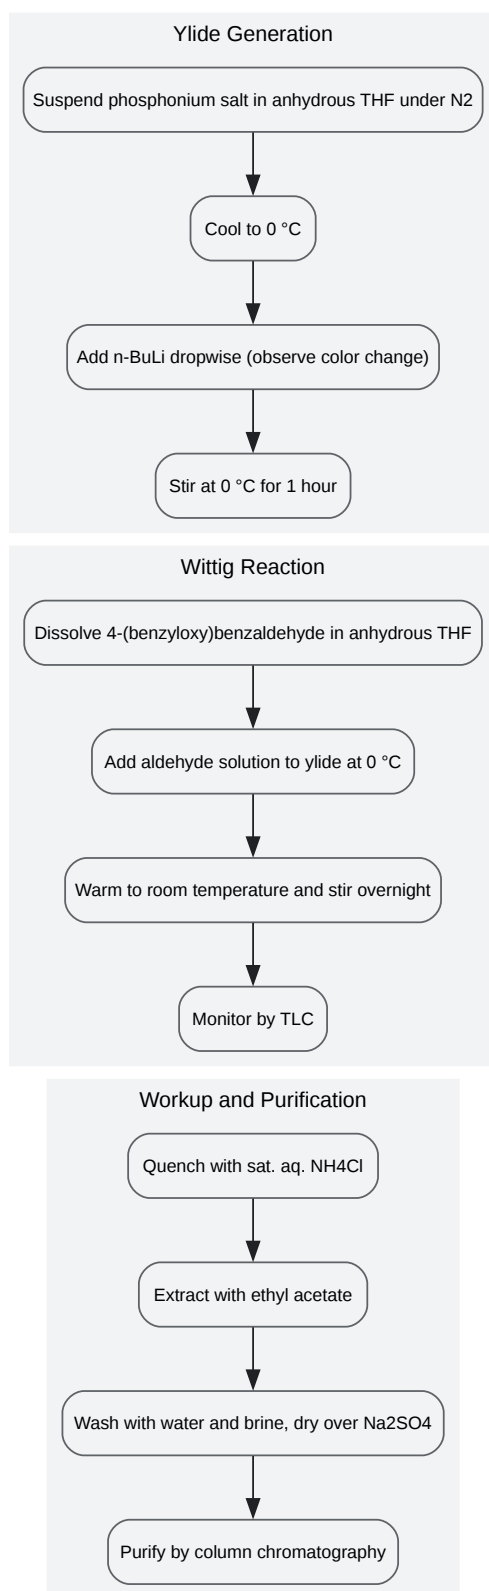 Ylide Generation
Suspend phosphonium salt in anhydrous THF under N2
Cool to 0 °C
Add n-BuLi dropwise (observe color change)
Stir at 0 °C for 1 hour
Wittig Reaction
Dissolve 4-(benzyloxy)benzaldehyde in anhydrous THF
Add aldehyde solution to ylide at 0 °C
Warm to room temperature and stir overnight
Monitor by TLC
Workup and Purification
Quench with sat. aq. NH4Cl
Extract with ethyl acetate
Wash with water and brine, dry over Na2SO4
Purify by column chromatography